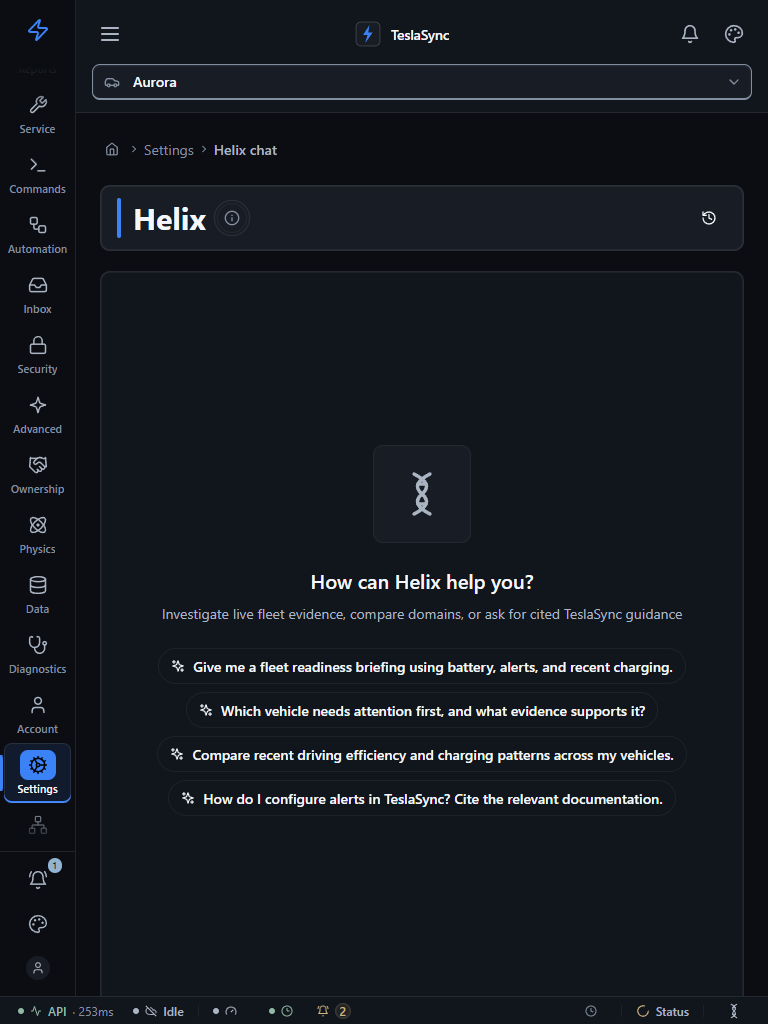 TeslaSync
Aurora
Settings
Helix chat
Helix
How can Helix help you?
Investigate live fleet evidence, compare domains, or ask for cited TeslaSync guidance
Give me a fleet readiness briefing using battery, alerts, and recent charging.
Which vehicle needs attention first, and what evidence supports it?
Compare recent driving efficiency and charging patterns across my vehicles.
How do I configure alerts in TeslaSync? Cite the relevant documentation.
Service
Commands
Automation
Inbox
Security
Advanced
Ownership
Physics
Data
Diagnostics
Account
Settings
1
API · 253ms
Idle
2
Status